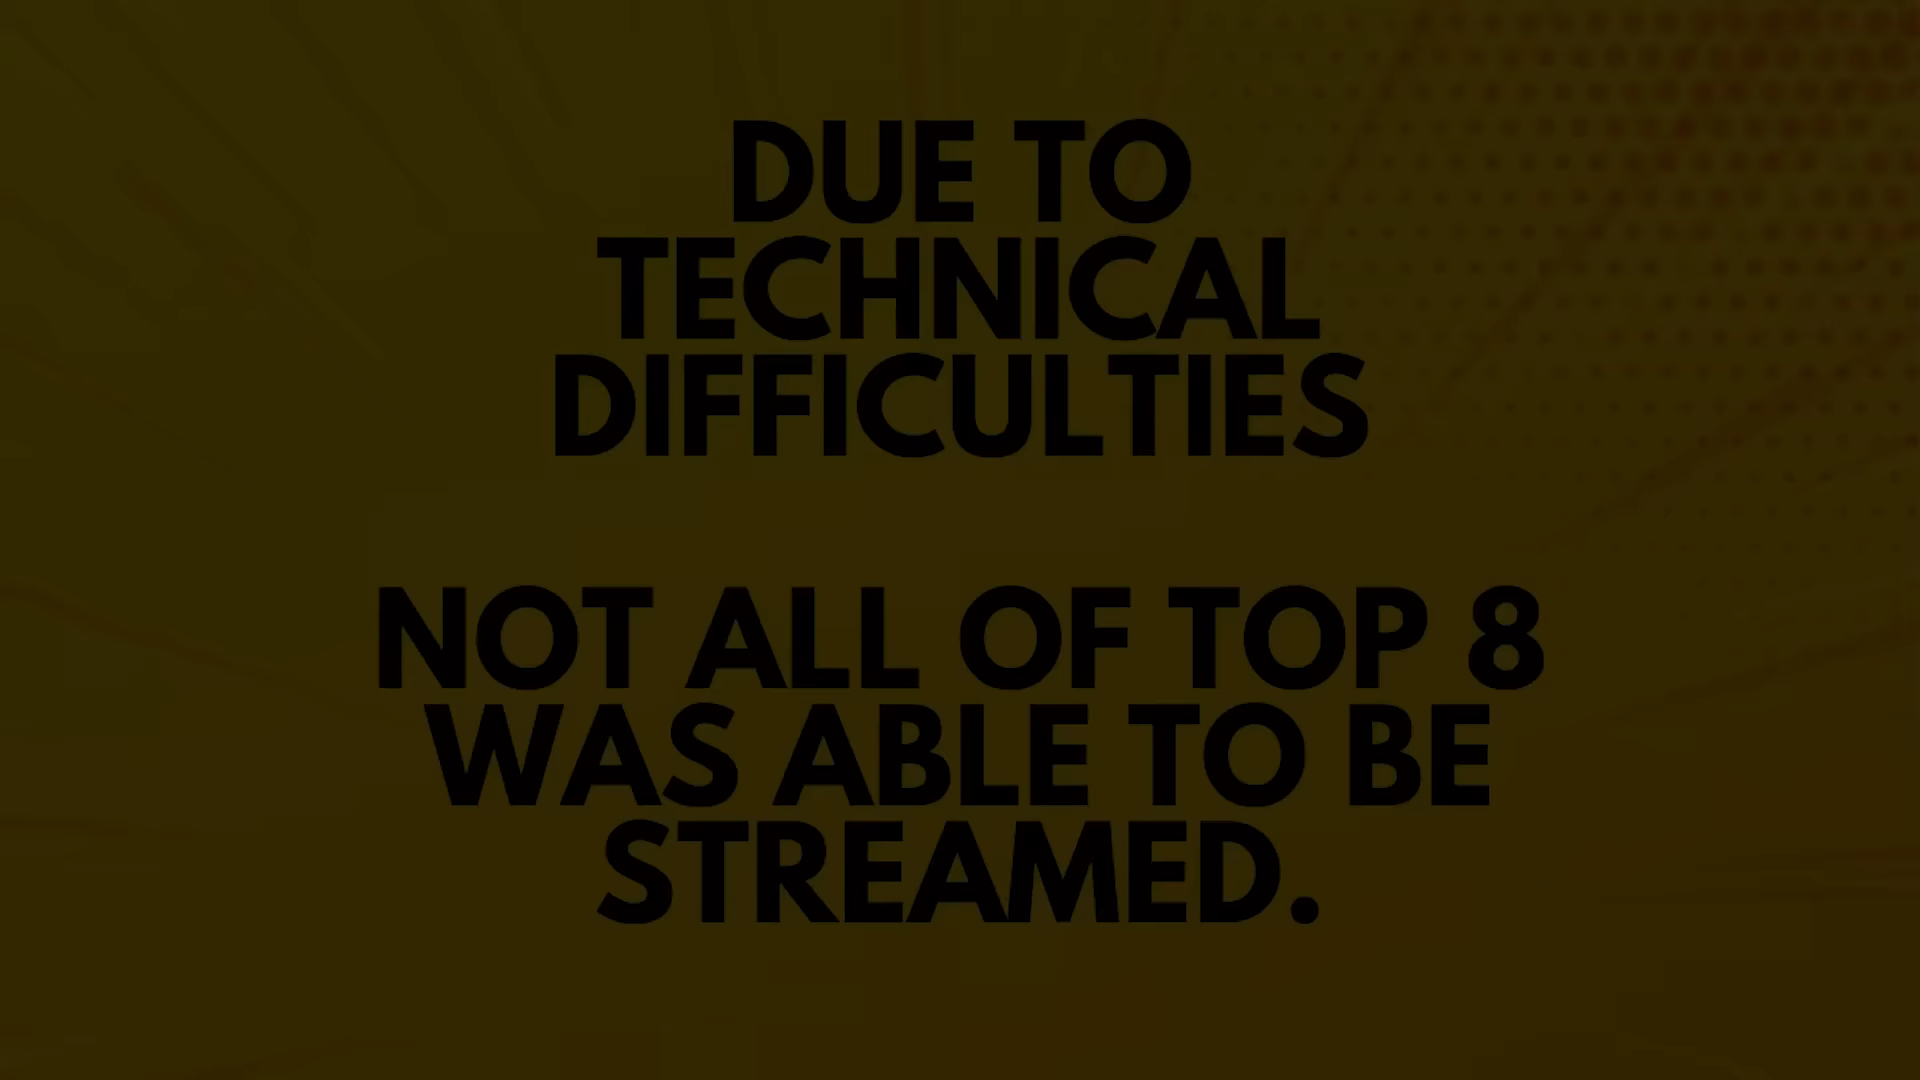 DUE TO
TECHNICAL
DIFFICULTIES
NOT ALL OF TOP 8
WAS ABLE TO BE
STREAMED.